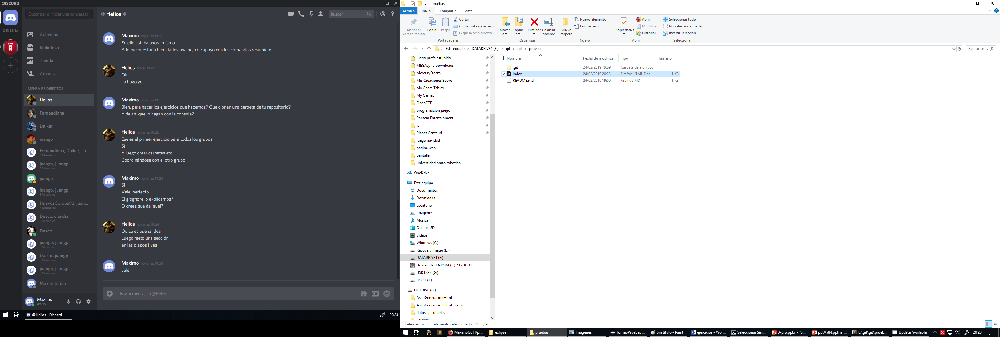 DISCORD
Encontrar o iniciar una conversaci
@ Helios
Buscar
2 EN LÍNEA
Actividad
Biblioteca
Tienda
Amigos
MENSAJES DIRECTOS
Helios
Fernandinha
Daikar
juangp
Fernandinha, Daikar, ca...
4 Miembros
juangp, juangp
3 Miembros
juangp
juangp, juangp
3 Miembros
HuevosGordos98, juan...
4 Miembros
Desco, claudia
3 Miembros
Desco
juangp, juangp
3 Miembros
Daikar, juangp
3 Miembros
juangp, juangp
3 Miembros
Maximito555
Maximo
#2735
Maximo hoy a las 19:17
En ello estaba ahora mismo
A lo mejor estaría bien darles una hoja de apoyo con los comandos resumidos
Helios hoy a las 19:19
Ok
La hago yo
Maximo hoy a las 19:19
Bien, para hacer los ejercicios que hacemos? Que clonen una carpeta de tu repositorio?
Y de ahí que lo hagan con la consola?
Helios hoy a las 19:20
Ese es el primer ejercicio para todos los grupos
Sí
Y luego crear carpetas etc
Coordinándose con el otro grupo
Maximo hoy a las 19:20
Si
Vale, perfecto
El gitignore lo explicamos?
O crees que da igual?
Helios hoy a las 19:24
Quiza es buena idea
Luego meto una sección
en las diapositivas
Maximo hoy a las 19:24
vale
Enviar mensaje a @Helios
GIF
@Helios - Discord
20:23
pruebas
Archivo Inicio Compartir Vista
Anclar al
Acceso rápido
Copiar
Pegar
Cortar
Copiar ruta de acceso
Pegar acceso directo
Portapapeles
Mover
a
Copiar
a
Eliminar
Cambiar
nombre
Organizar
Nueva
carpeta
Nuevo elemento
Fácil acceso
Nuevo
Propiedades
Abrir
Modificar
Historial
Abrir
Seleccionar todo
No seleccionar nada
Invertir selección
Seleccionar
Este equipo > DATADRIVE1 (E:) > git > git > pruebas
Buscar en ...
juego profe estupido
MEGAsync Downloads
MercurySteam
Mis Creaciones Spore
My Cheat Tables
My Games
OpenTTD
programacion juego
Pantera Entertainment
js
Planet Centauri
juego navidad
pagina web
pantalla
universidad brazo robotico
OneDrive
Este equipo
Documentos
Downloads
Escritorio
Imágenes
Música
Objetos 3D
Vídeos
Windows (C:)
Recovery Image (D:)
DATADRIVE1 (E:)
Unidad de BD-ROM (F:) ZT2UCD1
USB DISK (G:)
BOOT (J:)
USB DISK (G:)
AsapGeneracionHtml
AsapGeneracionHtml - copia
datos ejecutables
F180905-antiguo
Nombre Fecha de modifica... Tipo Tamaño
.git 24/02/2019 19:59 Carpeta de archivos
index 24/02/2019 20:23 Firefox HTML Doc... 1 KB
README.md 24/02/2019 19:59 Archivo MD 1 KB
3 elementos 1 elemento seleccionado 158 bytes
HFS
MaximoGCH/pr...
eclipse
pruebas
Imágenes
TorneoPruebas ...
Sin título - Paint
ejercicios - Wor...
Seleccionar Sím...
0-pro.pptx - Vi...
pptA584.pptm ...
E:\git\git\prueb...
Update Available
20:23